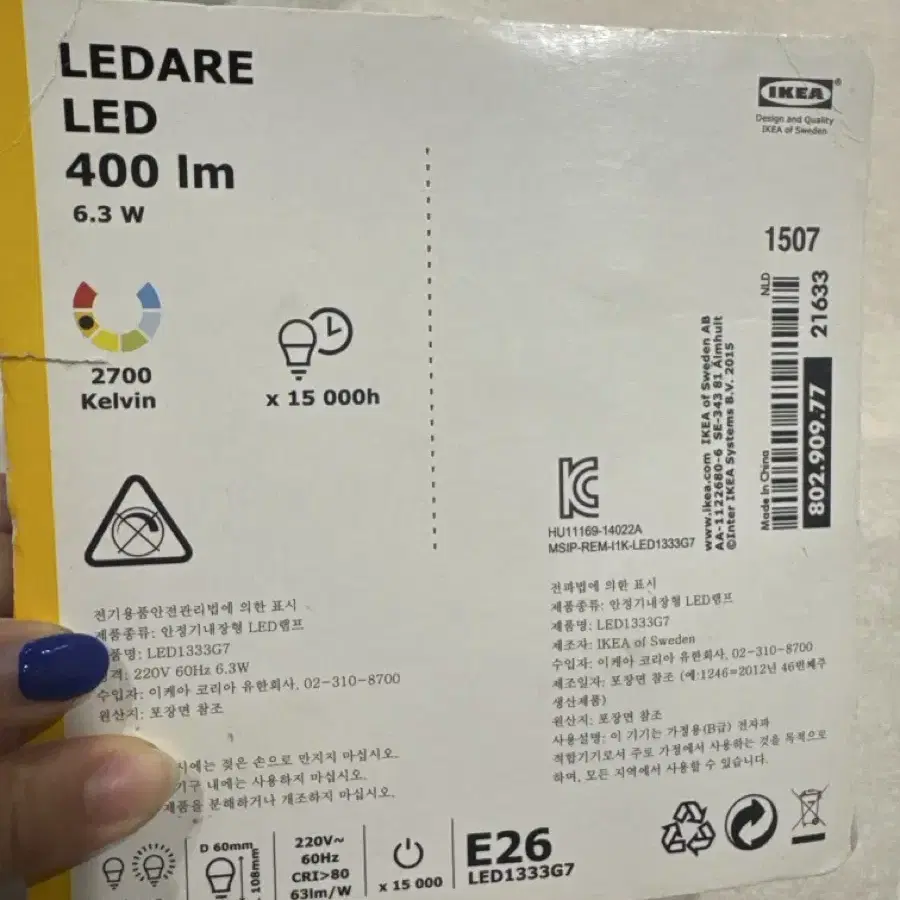 LEDARE
LED
400 lm
6.3 W
2700
Kelvin
x 15 000h
IKEA®
Design and Quality
IKEA of Sweden
1507
NLD
21633
802.909.77
Made in China
www.ikea.com IKEA of Sweden AB
AA-1122680-6 SE-343 81 Älmhult
©Inter IKEA Systems B.V. 2015
HU11169-14022A
MSIP-REM-I1K-LED1333G7
전기용품안전관리법에 의한 표시
제품종류: 안정기내장형 LED램프
품명: LED1333G7
격: 220V 60Hz 6.3W
수입자: 이케아 코리아 유한회사, 02-310-8700
원산지: 포장면 참조
시에는 젖은 손으로 만지지 마십시오.
기구 내에는 사용하지 마십시오.
제품을 분해하거나 개조하지 마십시오.
전파법에 의한 표시
제품종류: 안정기내장형 LED램프
제품명: LED1333G7
제조자: IKEA of Sweden
수입자: 이케아 코리아 유한회사, 02-310-8700
제조일자: 포장면 참조 (예:1246=2012년 46번째주
생산제품)
원산지: 포장면 참조
사용설명: 이 기기는 가정용(B급) 전자파
적합기기로서 주로 가정에서 사용하는 것을 목적으로
하며, 모든 지역에서 사용할 수 있습니다.
D 60mm
108mm
220V~
60Hz
CRI>80
63lm/W
x 15 000
E26
LED1333G7